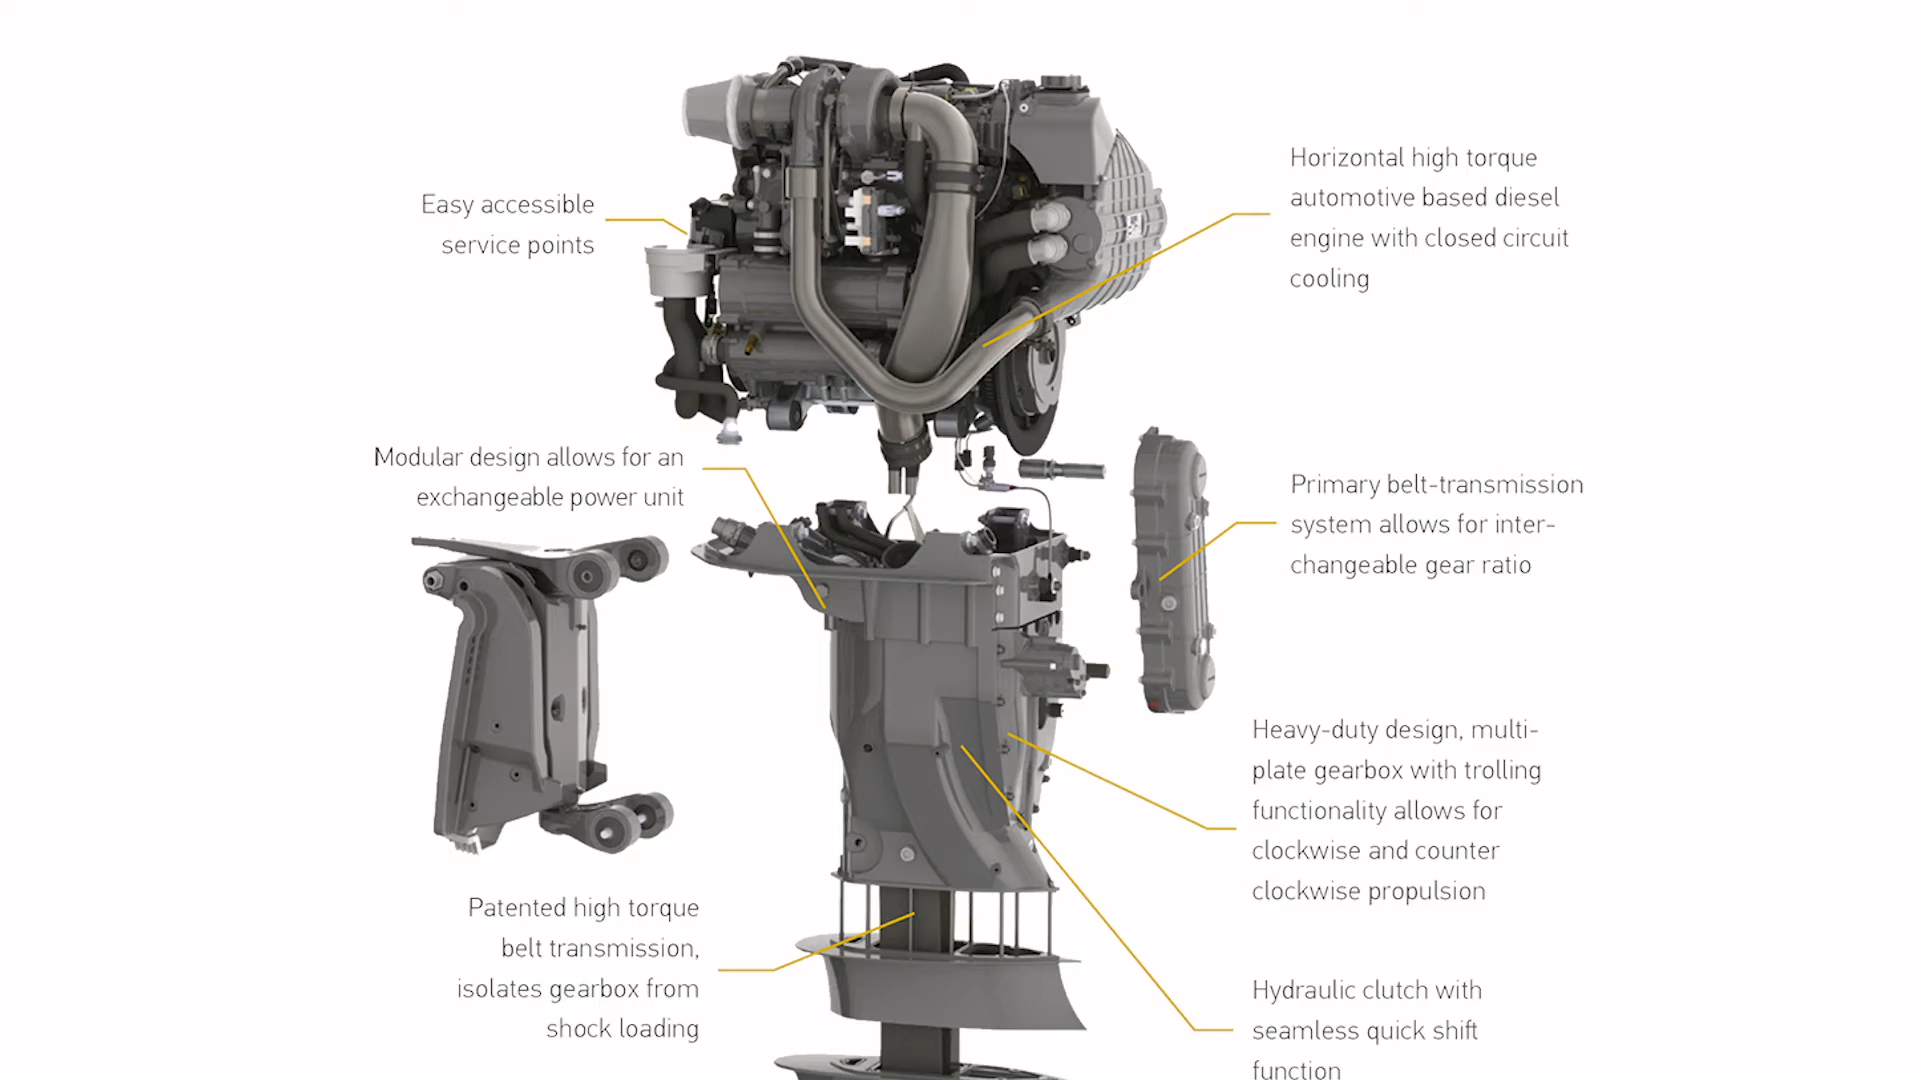 Easy accessible
service points
Horizontal high torque
automotive based diesel
engine with closed circuit
cooling
Modular design allows for an
exchangeable power unit
Primary belt-transmission
system allows for inter-
changeable gear ratio
Heavy-duty design, multi-
plate gearbox with trolling
functionality allows for
clockwise and counter
clockwise propulsion
Patented high torque
belt transmission,
isolates gearbox from
shock loading
Hydraulic clutch with
seamless quick shift
function